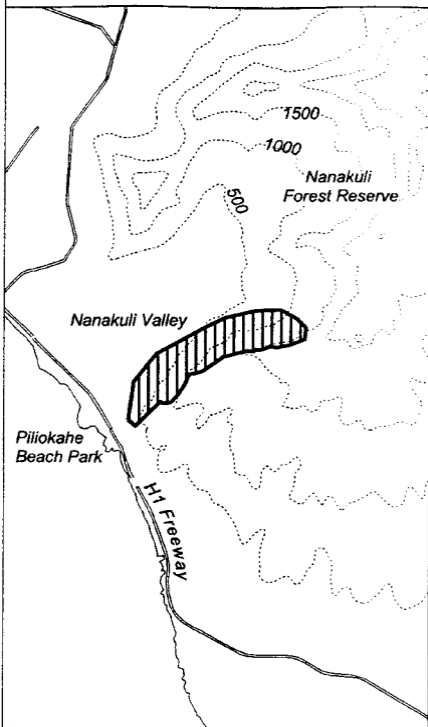 1500
1000
Nanakuli
Forest Reserve
500
Nanakuli Valley
Piliokahe
Beach Park
H1 Freeway